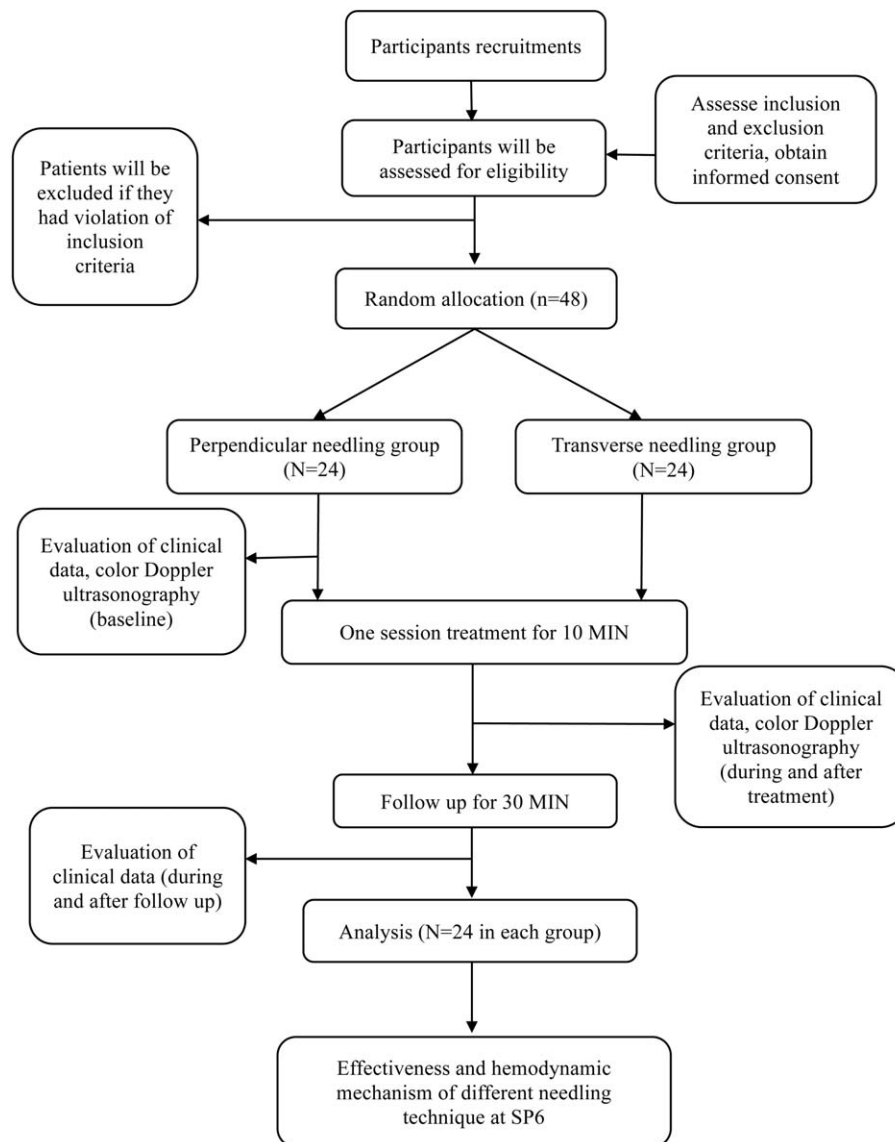 Participants recruitments
Assesse inclusion
and exclusion
criteria, obtain
informed consent
Participants will be
assessed for eligibility
Patients will be
excluded if they
had violation of
inclusion
criteria
Random allocation (n=48)
Perpendicular needling group
(N=24)
Transverse needling group
(N=24)
Evaluation of clinical
data, color Doppler
ultrasonography
(baseline)
One session treatment for 10 MIN
Evaluation of clinical
data, color Doppler
ultrasonography
(during and after
treatment)
Follow up for 30 MIN
Evaluation of
clinical data (during
and after follow up)
Analysis (N=24 in each group)
Effectiveness and hemodynamic
mechanism of different needling
technique at SP6